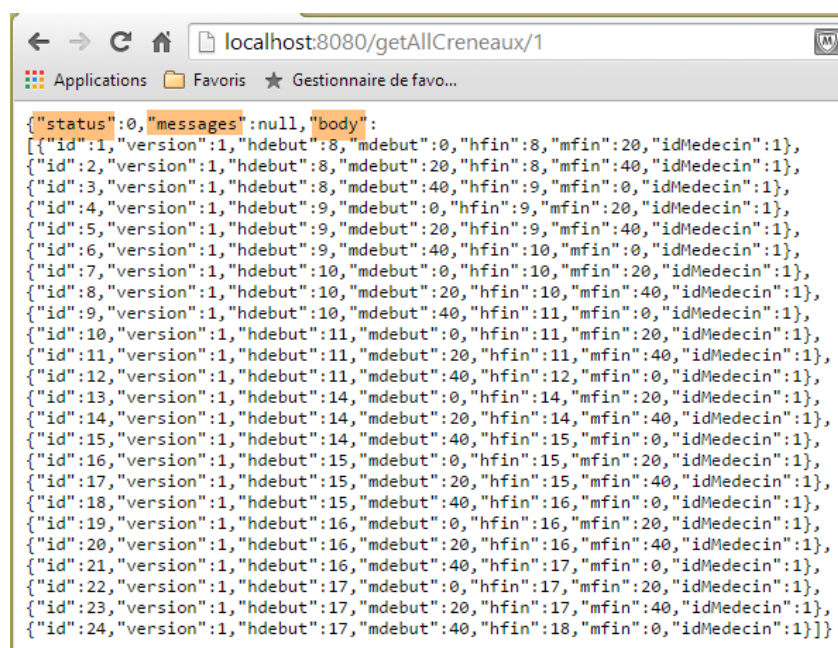 localhost:8080/getAllCreneaux/1
Applications Favoris Gestionnaire de favo...
{"status":0,"messages":null,"body":
[{"id":1,"version":1,"hdebut":8,"mdebut":0,"hfin":8,"mfin":20,"idMedecin":1},
{"id":2,"version":1,"hdebut":8,"mdebut":20,"hfin":8,"mfin":40,"idMedecin":1},
{"id":3,"version":1,"hdebut":8,"mdebut":40,"hfin":9,"mfin":0,"idMedecin":1},
{"id":4,"version":1,"hdebut":9,"mdebut":0,"hfin":9,"mfin":20,"idMedecin":1},
{"id":5,"version":1,"hdebut":9,"mdebut":20,"hfin":9,"mfin":40,"idMedecin":1},
{"id":6,"version":1,"hdebut":9,"mdebut":40,"hfin":10,"mfin":0,"idMedecin":1},
{"id":7,"version":1,"hdebut":10,"mdebut":0,"hfin":10,"mfin":20,"idMedecin":1},
{"id":8,"version":1,"hdebut":10,"mdebut":20,"hfin":10,"mfin":40,"idMedecin":1},
{"id":9,"version":1,"hdebut":10,"mdebut":40,"hfin":11,"mfin":0,"idMedecin":1},
{"id":10,"version":1,"hdebut":11,"mdebut":0,"hfin":11,"mfin":20,"idMedecin":1},
{"id":11,"version":1,"hdebut":11,"mdebut":20,"hfin":11,"mfin":40,"idMedecin":1},
{"id":12,"version":1,"hdebut":11,"mdebut":40,"hfin":12,"mfin":0,"idMedecin":1},
{"id":13,"version":1,"hdebut":14,"mdebut":0,"hfin":14,"mfin":20,"idMedecin":1},
{"id":14,"version":1,"hdebut":14,"mdebut":20,"hfin":14,"mfin":40,"idMedecin":1},
{"id":15,"version":1,"hdebut":14,"mdebut":40,"hfin":15,"mfin":0,"idMedecin":1},
{"id":16,"version":1,"hdebut":15,"mdebut":0,"hfin":15,"mfin":20,"idMedecin":1},
{"id":17,"version":1,"hdebut":15,"mdebut":20,"hfin":15,"mfin":40,"idMedecin":1},
{"id":18,"version":1,"hdebut":15,"mdebut":40,"hfin":16,"mfin":0,"idMedecin":1},
{"id":19,"version":1,"hdebut":16,"mdebut":0,"hfin":16,"mfin":20,"idMedecin":1},
{"id":20,"version":1,"hdebut":16,"mdebut":20,"hfin":16,"mfin":40,"idMedecin":1},
{"id":21,"version":1,"hdebut":16,"mdebut":40,"hfin":17,"mfin":0,"idMedecin":1},
{"id":22,"version":1,"hdebut":17,"mdebut":0,"hfin":17,"mfin":20,"idMedecin":1},
{"id":23,"version":1,"hdebut":17,"mdebut":20,"hfin":17,"mfin":40,"idMedecin":1},
{"id":24,"version":1,"hdebut":17,"mdebut":40,"hfin":18,"mfin":0,"idMedecin":1}]}